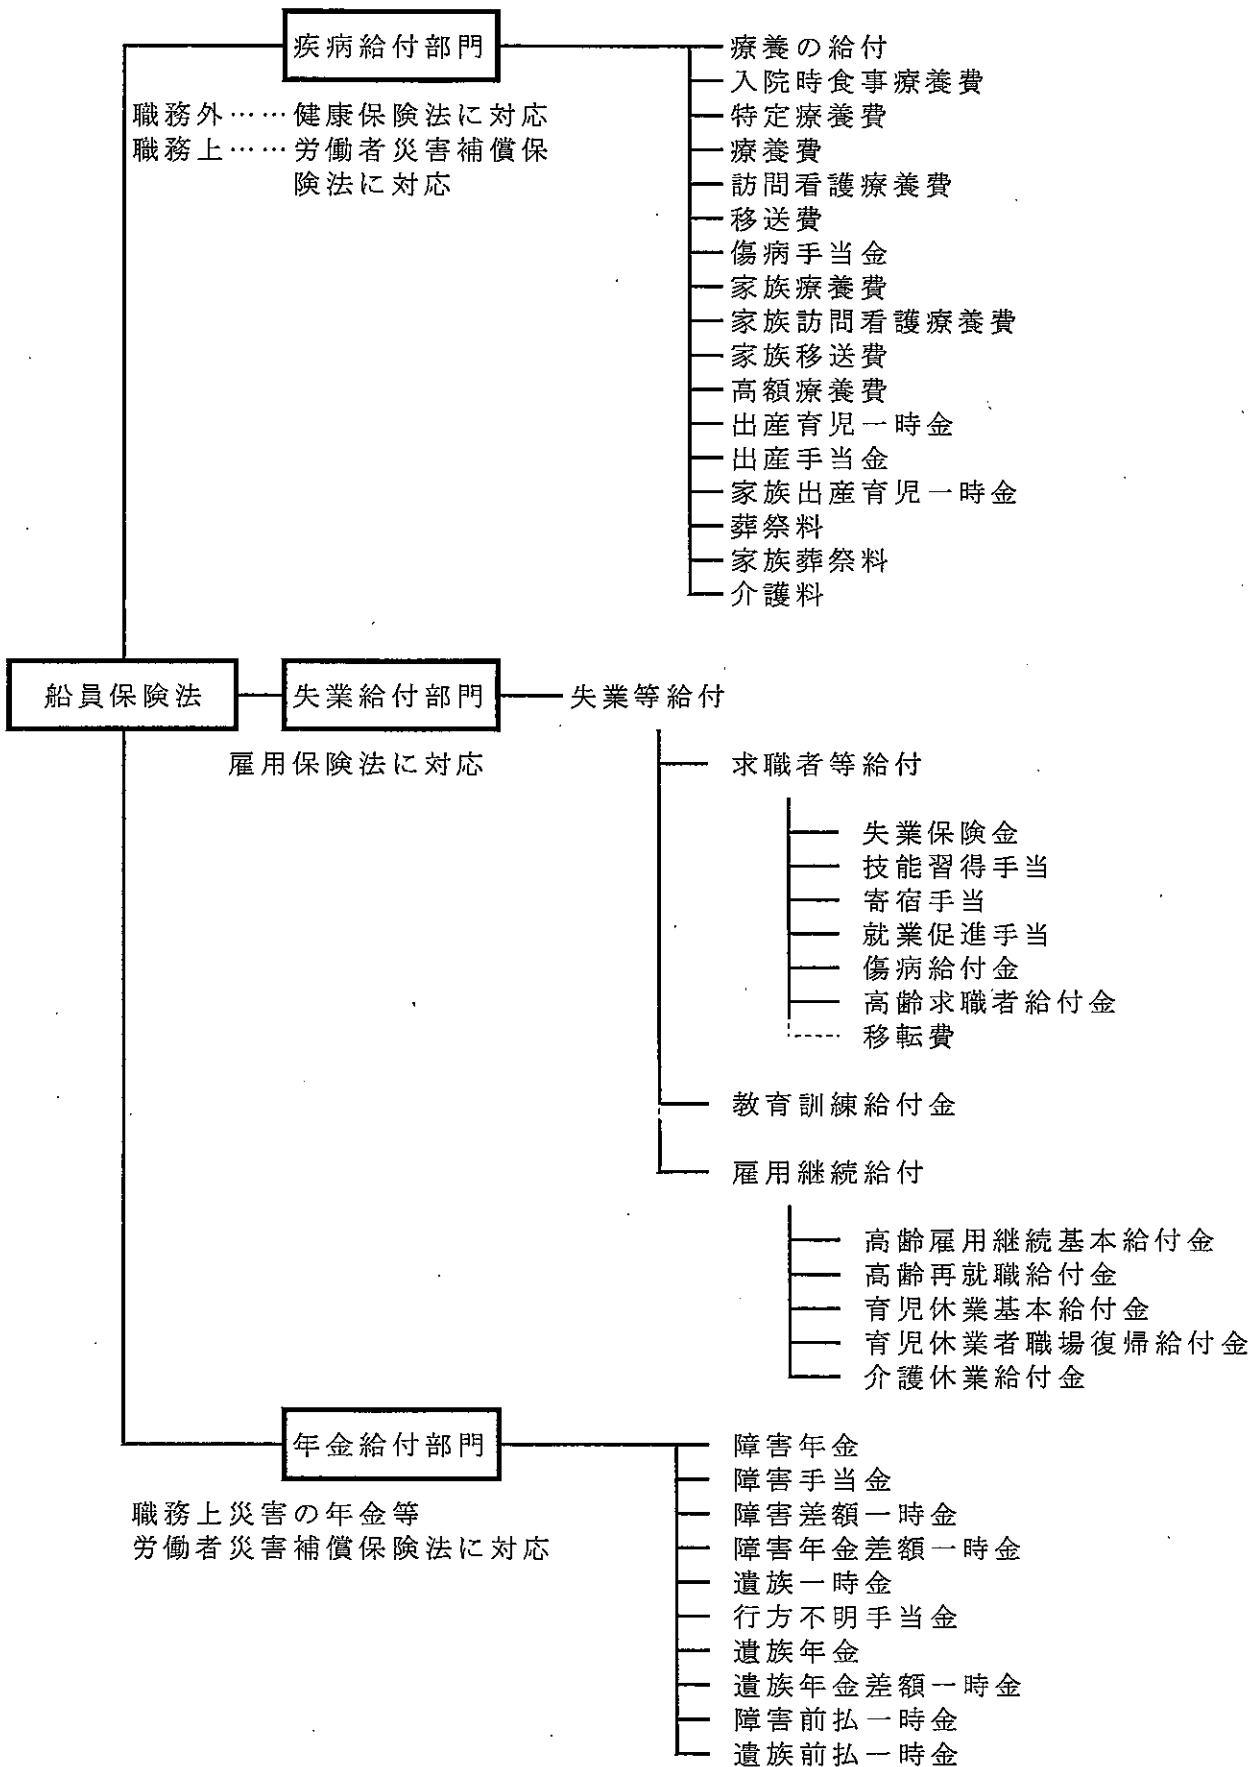 疾病給付部門
職務外……健康保険法に対応
職務上……労働者災害補償保
険法に対応
療養の給付
入院時食事療養費
特定療養費
療養費
訪問看護療養費
移送費
傷病手当金
家族療養費
家族訪問看護療養費
家族移送費
高額療養費
出産育児一時金
出産手当金
家族出産育児一時金
葬祭料
家族葬祭料
介護料
船員保険法
失業給付部門
失業等給付
雇用保険法に対応
求職者等給付
失業保険金
技能習得手当
寄宿手当
就業促進手当
傷病給付金
高齢求職者給付金
移転費
教育訓練給付金
雇用継続給付
高齢雇用継続基本給付金
高齢再就職給付金
育児休業基本給付金
育児休業者職場復帰給付金
介護休業給付金
年金給付部門
職務上災害の年金等
労働者災害補償保険法に対応
障害年金
障害手当金
障害差額一時金
障害年金差額一時金
遺族一時金
行方不明手当金
遺族年金
遺族年金差額一時金
障害前払一時金
遺族前払一時金